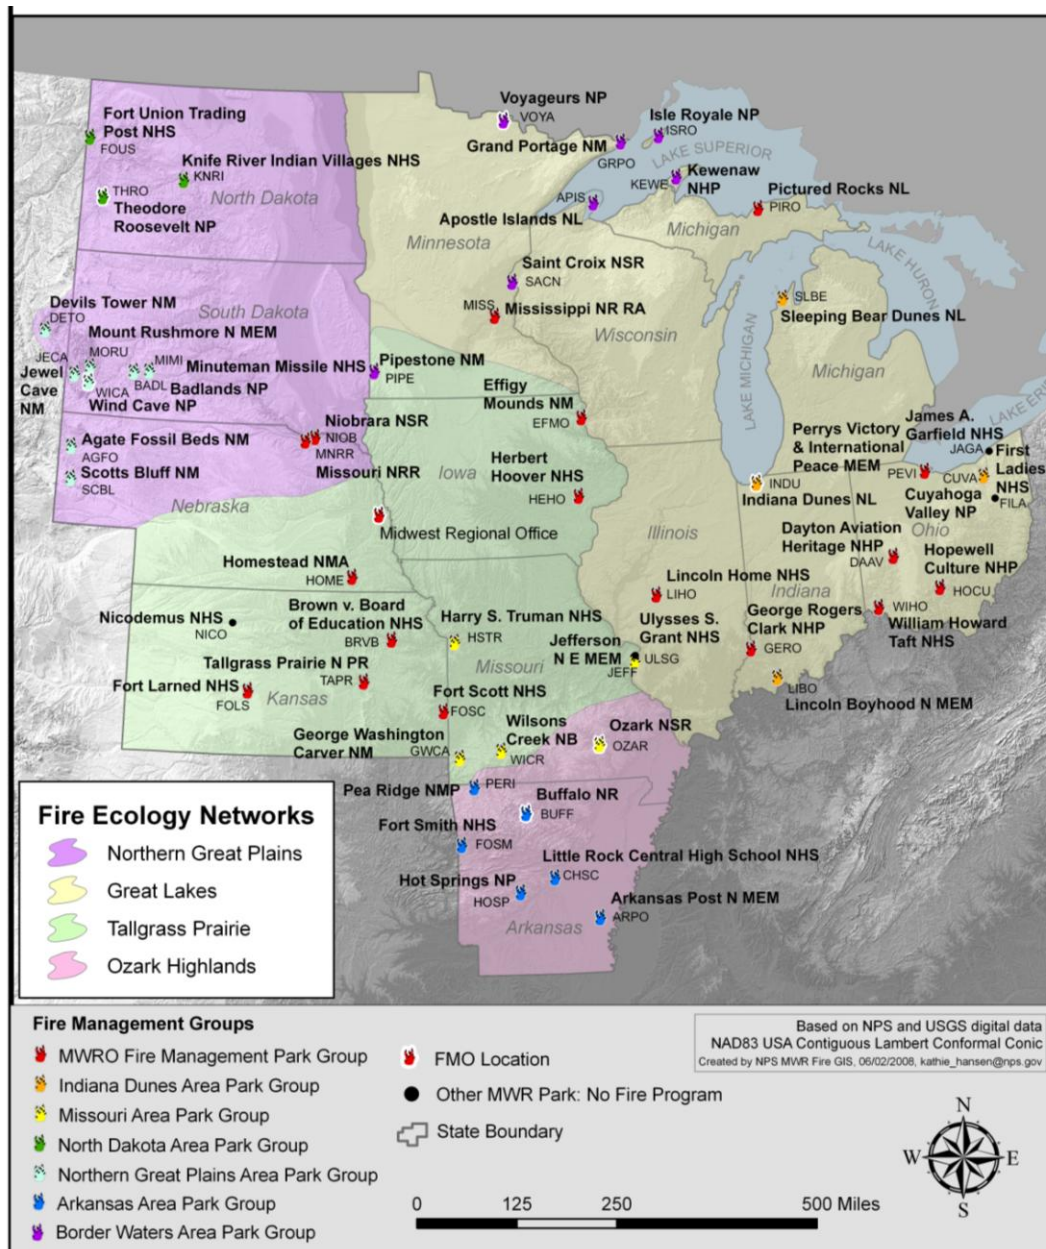 Voyageurs NP
VOYA
Isle Royale NP
ISRO
Fort Union Trading
Post NHS
FOUS
Grand Portage NM
GRPO
LAKE SUPERIOR
Knife River Indian Villages NHS
KNRI
KEWE
Kewenaw
NHP
THRO
North Dakota
Theodore
Roosevelt NP
APIS
Apostle Islands NL
Pictured Rocks NL
PIRO
Minnesota
Michigan
LAKE HURON
Saint Croix NSR
SACN
Devils Tower NM
DETO
South Dakota
MISS
Mississippi NR RA
SLBE
Sleeping Bear Dunes NL
Wisconsin
LAKE MICHIGAN
Mount Rushmore N MEM
MORU
JECA
Jewel
Cave
NM
MIMI
Minuteman Missile NHS
WICA
BADL
Badlands NP
Wind Cave NP
Pipestone NM
PIPE
Michigan
Effigy
Mounds NM
EFMO
LAKE ERIE
Niobrara NSR
NIOB
MNRR
Missouri NRR
Agate Fossil Beds NM
AGFO
Scotts Bluff NM
SCBL
Iowa
Herbert
Hoover NHS
HEHO
Perrys Victory
& International
Peace MEM
PEVI
James A.
Garfield NHS
JAGA
First
Ladies
NHS
FILA
CUVA
Cuyahoga
Valley NP
INDU
Indiana Dunes NL
Nebraska
Midwest Regional Office
Illinois
Ohio
Dayton Aviation
Heritage NHP
DAAV
Hopewell
Culture NHP
HOCU
Homestead NMA
HOME
Lincoln Home NHS
LIHO
Indiana
Nicodemus NHS
NICO
Brown v. Board
of Education NHS
BRVB
Harry S. Truman NHS
HSTR
Jefferson
N E MEM
JEFF
Ulysses S.
Grant NHS
ULSG
George Rogers
Clark NHP
GERO
WIHO
William Howard
Taft NHS
Missouri
Tallgrass Prairie N PR
TAPR
Fort Larned NHS
FOLS
Kansas
LIBO
Lincoln Boyhood N MEM
Fort Scott NHS
FOSC
George Washington
Carver NM
GWCA
Wilsons
Creek NB
WICR
Ozark NSR
OZAR
Pea Ridge NMP
PERI
Buffalo NR
BUFF
Fort Smith NHS
FOSM
Little Rock Central High School NHS
CHSC
Hot Springs NP
HOSP
Arkansas Post N MEM
ARPO
Arkansas
Fire Ecology Networks
Northern Great Plains
Great Lakes
Tallgrass Prairie
Ozark Highlands
Fire Management Groups
MWRO Fire Management Park Group
Indiana Dunes Area Park Group
Missouri Area Park Group
North Dakota Area Park Group
Northern Great Plains Area Park Group
Arkansas Area Park Group
Border Waters Area Park Group
FMO Location
Other MWR Park: No Fire Program
State Boundary
Based on NPS and USGS digital data
NAD83 USA Contiguous Lambert Conformal Conic
Created by NPS MWR Fire GIS, 06/02/2008, kathie_hansen@nps.gov
N
W
E
S
0 125 250 500 Miles